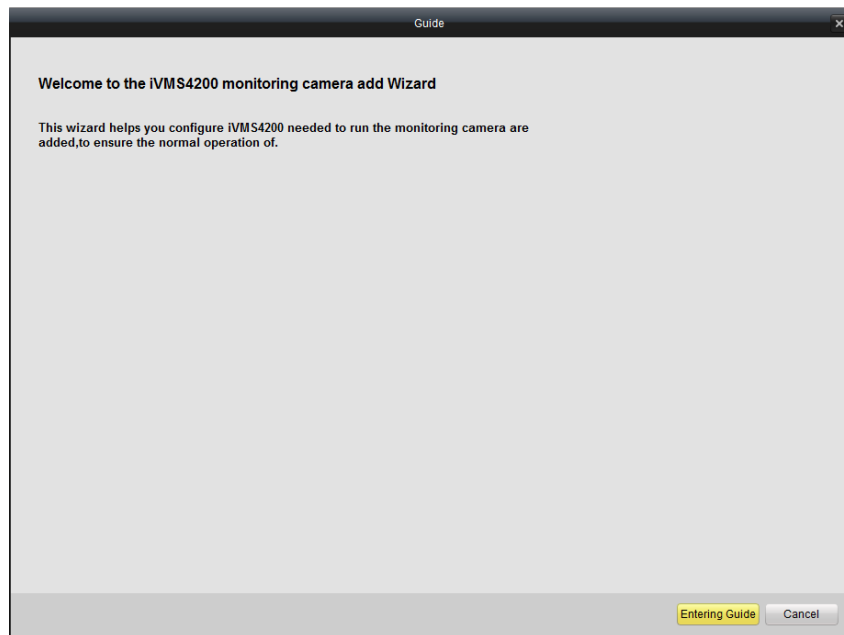 Guide
Welcome to the iVMS4200 monitoring camera add Wizard
This wizard helps you configure iVMS4200 needed to run the monitoring camera are
added,to ensure the normal operation of.
Entering Guide
Cancel